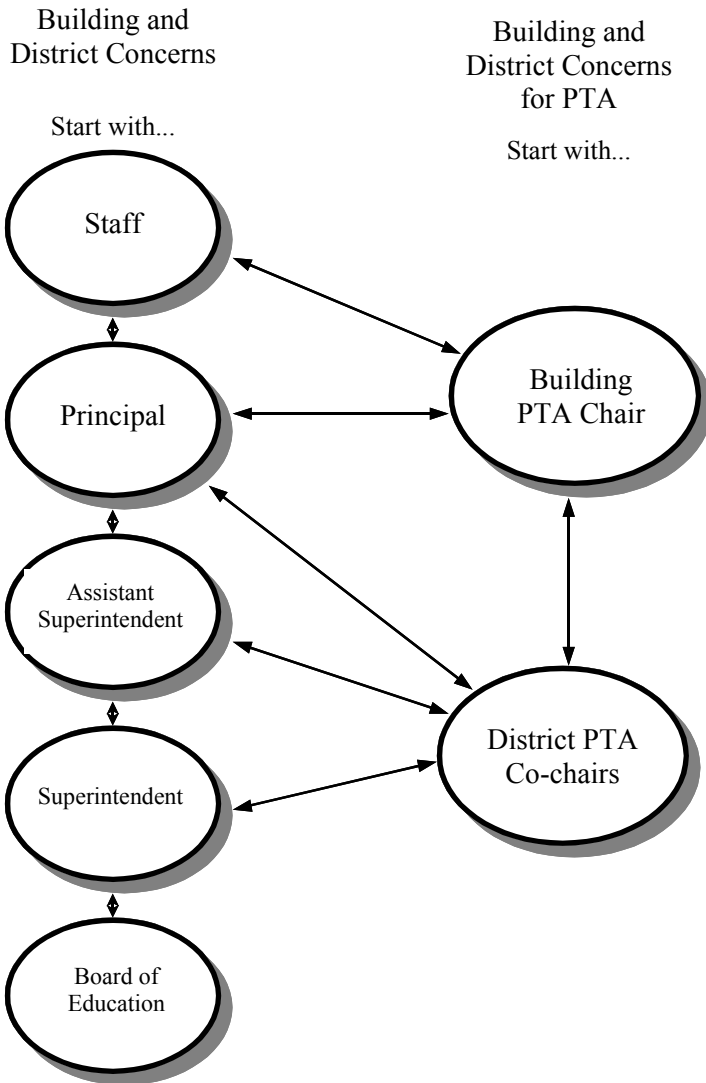 Building and
District Concerns
Start with...
Staff
Principal
Assistant
Superintendent
Superintendent
Board of
Education
Building and
District Concerns
for PTA
Start with...
Building
PTA Chair
District PTA
Co-chairs